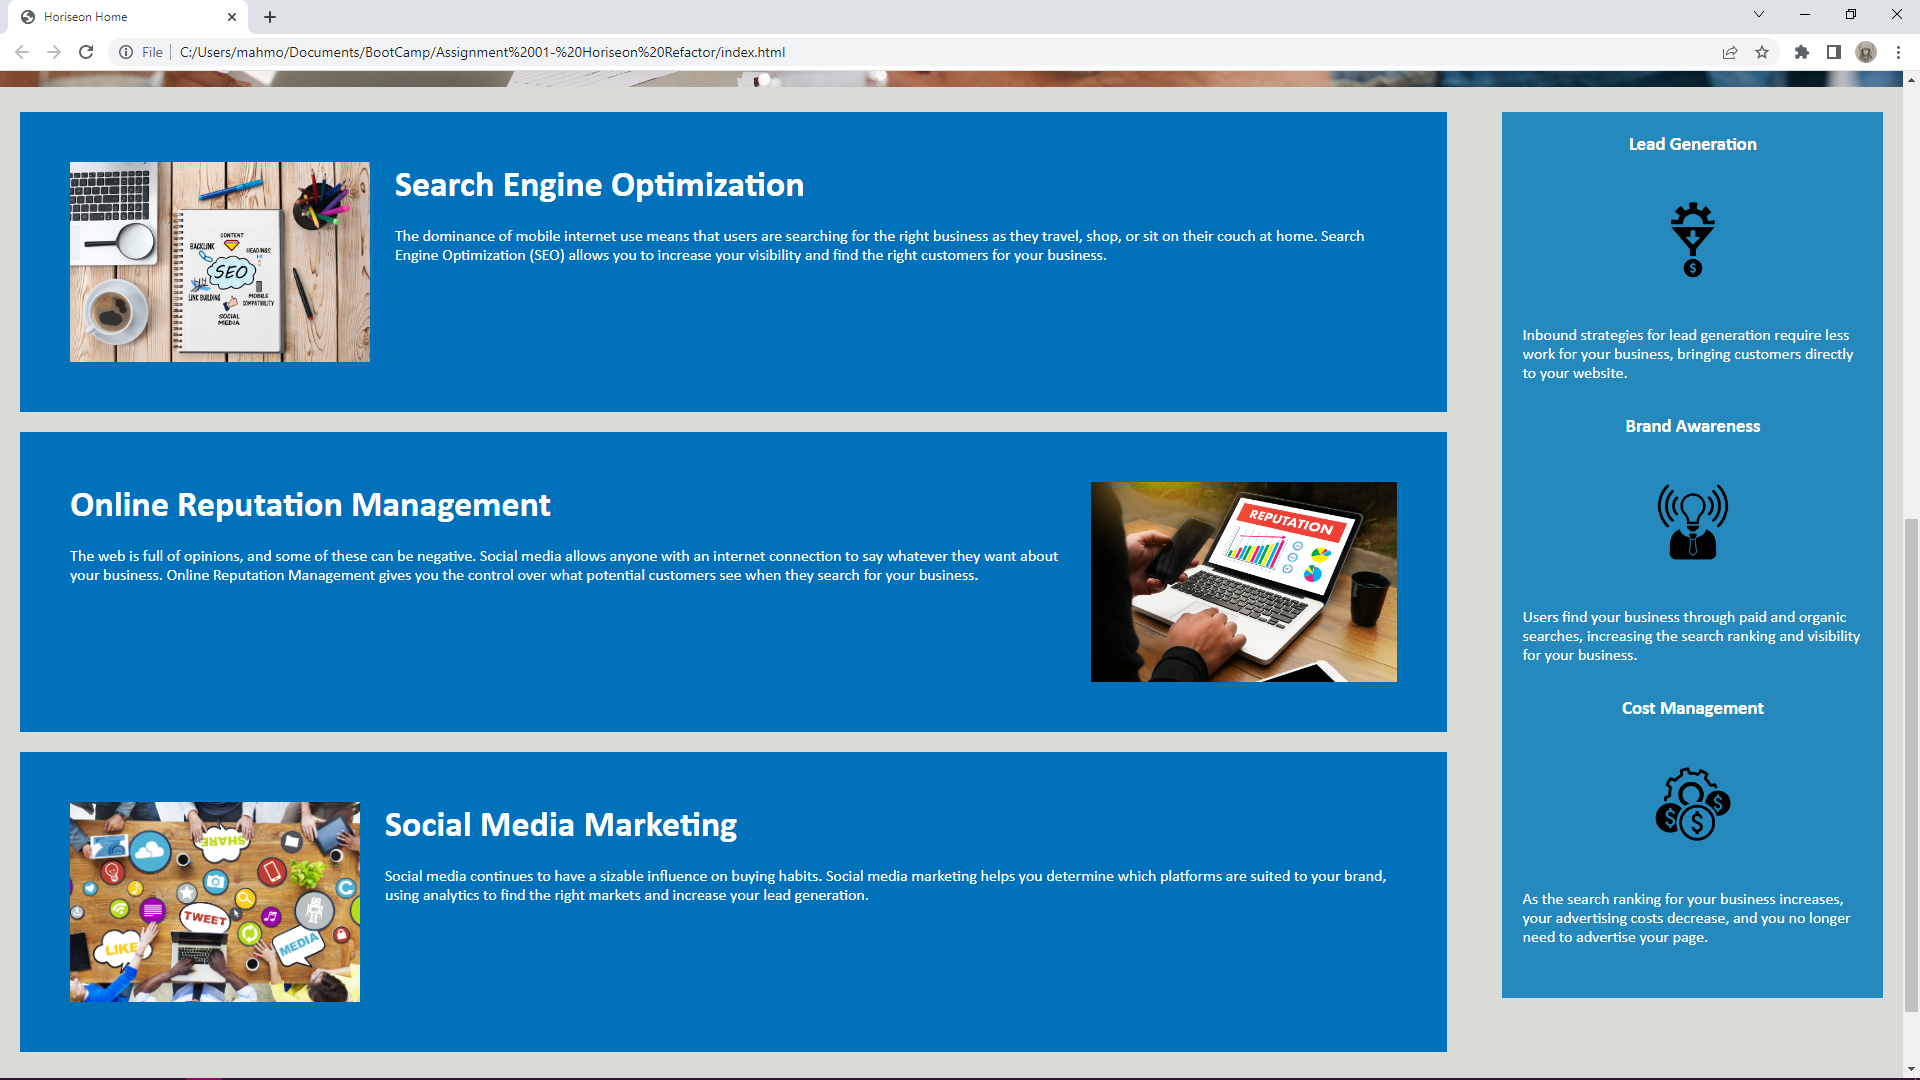 Horiseon Home
File
C:/Users/mahmo/Documents/BootCamp/Assignment%2001-%20Horiseon%20Refactor/index.html
CONTENT
BACKLINK
HEADINGS
SEO
LINK BUILDING
MOBILE
COMPATIBILITY
SOCIAL
MEDIA
Search Engine Optimization
The dominance of mobile internet use means that users are searching for the right business as they travel, shop, or sit on their couch at home. Search
Engine Optimization (SEO) allows you to increase your visibility and find the right customers for your business.
Online Reputation Management
The web is full of opinions, and some of these can be negative. Social media allows anyone with an internet connection to say whatever they want about
your business. Online Reputation Management gives you the control over what potential customers see when they search for your business.
REPUTATION
SHARE
TWEET
LIKE
MEDIA
Social Media Marketing
Social media continues to have a sizable influence on buying habits. Social media marketing helps you determine which platforms are suited to your brand,
using analytics to find the right markets and increase your lead generation.
Lead Generation
$
Inbound strategies for lead generation require less
work for your business, bringing customers directly
to your website.
Brand Awareness
Users find your business through paid and organic
searches, increasing the search ranking and visibility
for your business.
Cost Management
$ $ $
As the search ranking for your business increases,
your advertising costs decrease, and you no longer
need to advertise your page.